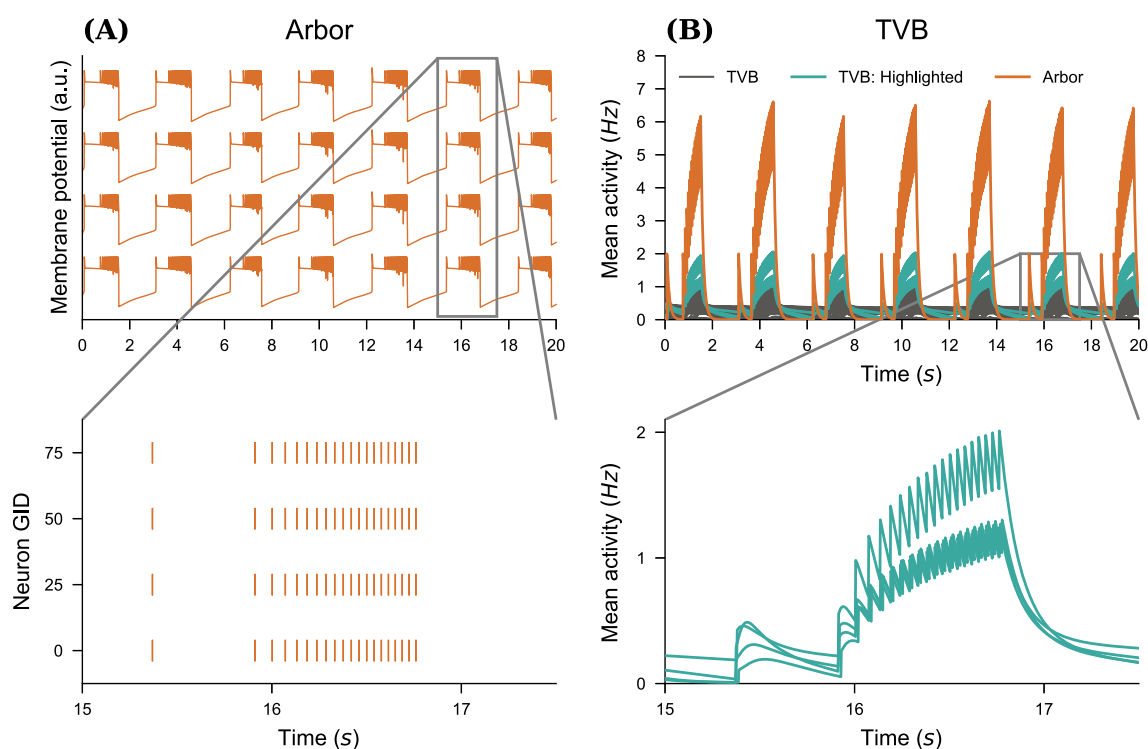 (A) Arbor
Membrane potential (a.u.)
0 2 4 6 8 10 12 14 16 18 20
Neuron GID
75
50
25
0
15 16 17
Time (s)
(B) TVB
TVB TVB: Highlighted Arbor
Mean activity (Hz)
8
7
6
5
4
3
2
1
0
0 2 4 6 8 10 12 14 16 18 20
Time (s)
Mean activity (Hz)
2
1
0
15 16 17
Time (s)